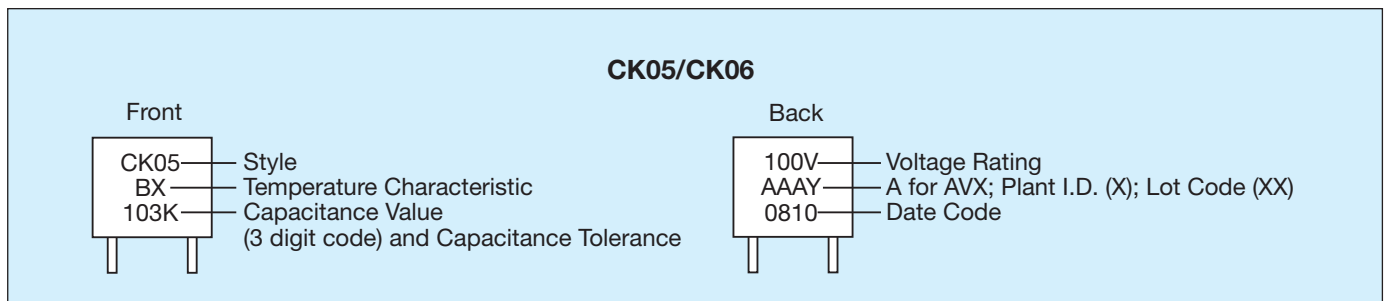 CK05/CK06
Front
CK05 Style
BX Temperature Characteristic
103K Capacitance Value
(3 digit code) and Capacitance Tolerance
Back
100V Voltage Rating
AAAY A for AVX; Plant I.D. (X); Lot Code (XX)
0810 Date Code